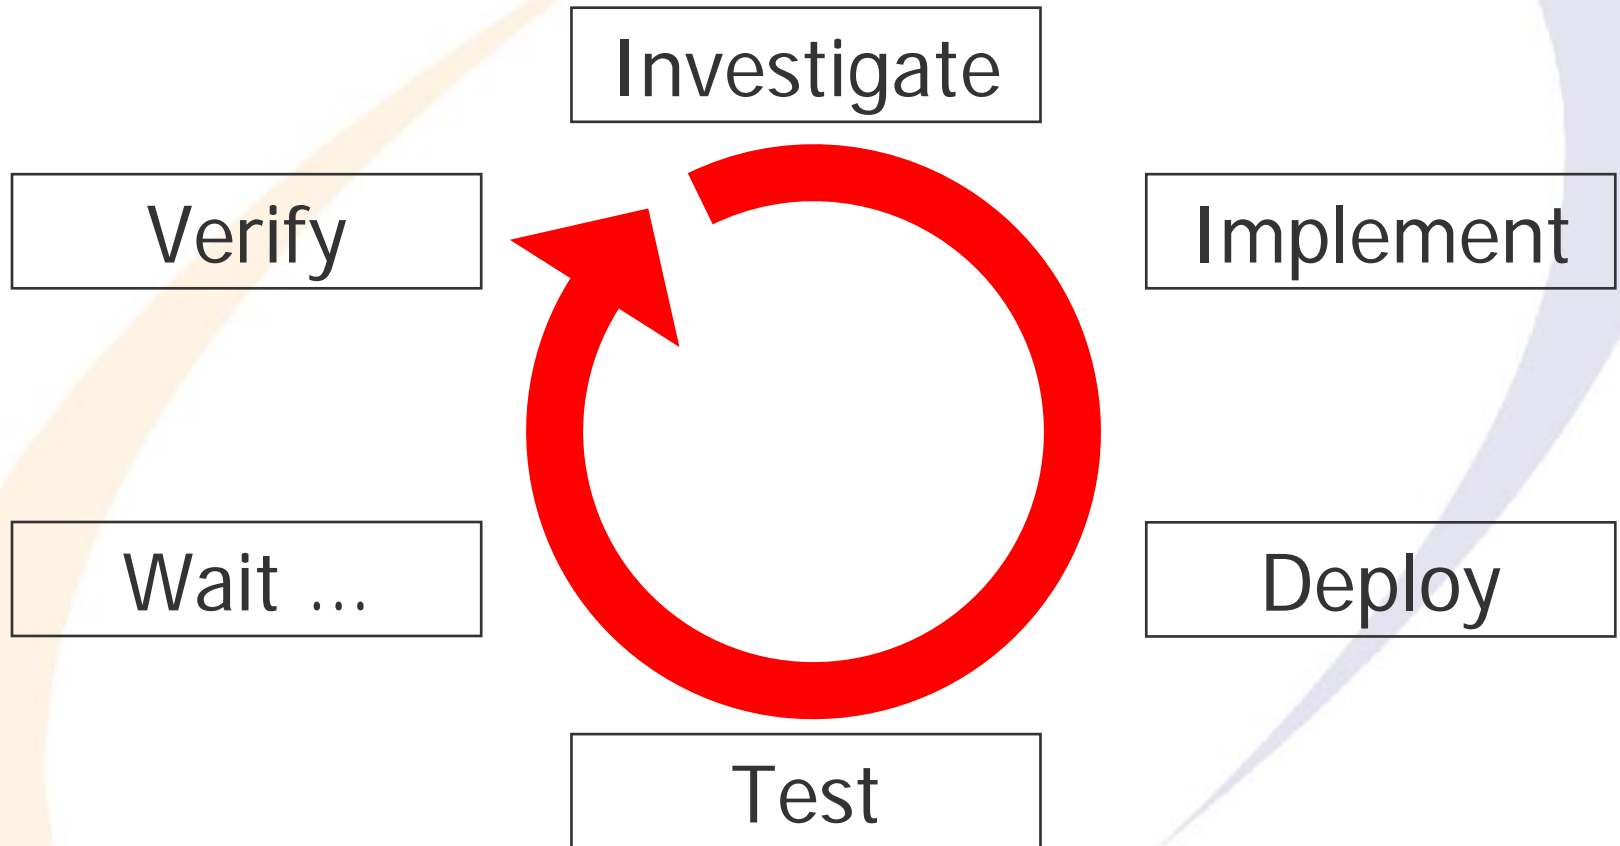 Investigate
Verify
Implement
Wait ...
Deploy
Test